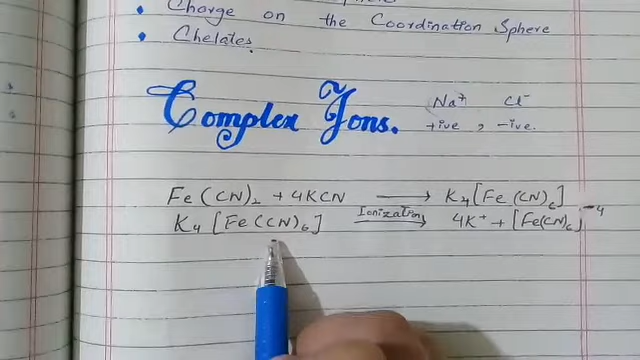 • Charge on the Coordination Sphere
• Chelates.
Complex Ions.
Na+ Cl-
+ive, -ive.
Fe(CN)2 + 4KCN → K4[Fe(CN)6]
K4[Fe(CN)6] Ionization → 4K+ + [Fe(CN)6]-4